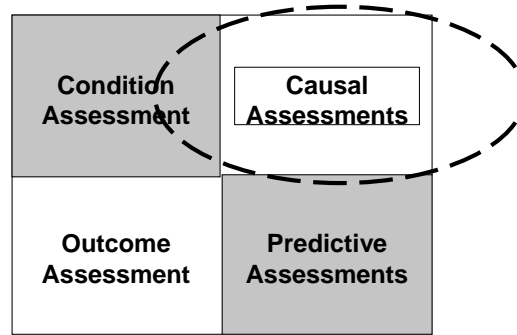 Condition
Assessment
Causal
Assessments
Outcome
Assessment
Predictive
Assessments